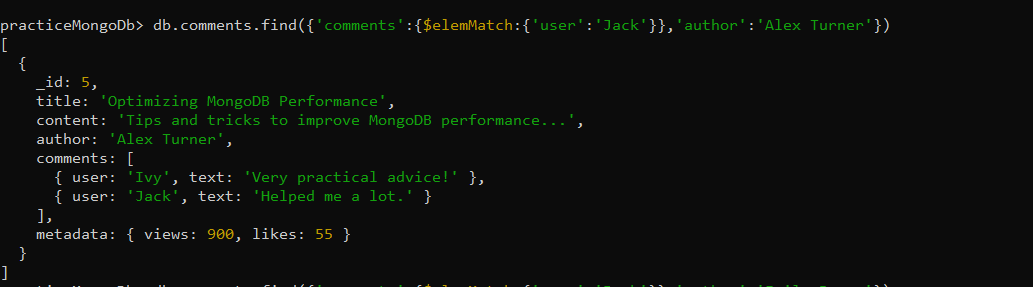 practiceMongoDb> db.comments.find({'comments':{$elemMatch:{'user':'Jack'}},'author':'Alex Turner'})
[
  {
    _id: 5,
    title: 'Optimizing MongoDB Performance',
    content: 'Tips and tricks to improve MongoDB performance...',
    author: 'Alex Turner',
    comments: [
      { user: 'Ivy', text: 'Very practical advice!' },
      { user: 'Jack', text: 'Helped me a lot.' }
    ],
    metadata: { views: 900, likes: 55 }
  }
]